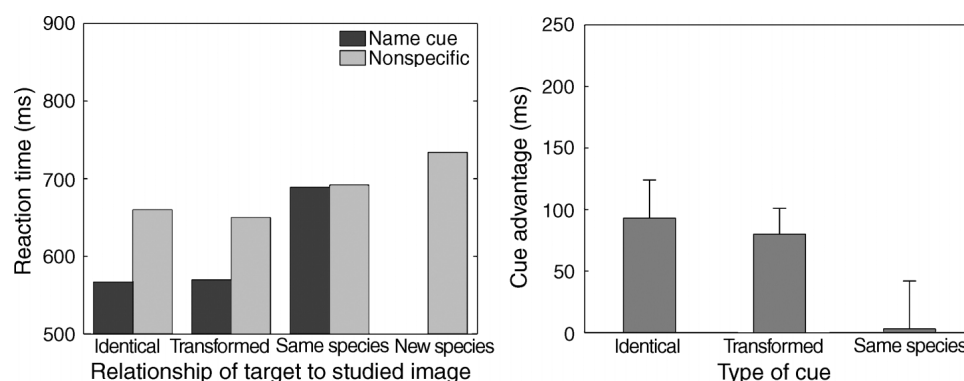 900
800
700
600
500
Reaction time (ms)
Name cue
Nonspecific
Identical
Transformed
Same species
New species
Relationship of target to studied image
250
200
150
100
50
0
Cue advantage (ms)
Identical
Transformed
Same species
Type of cue